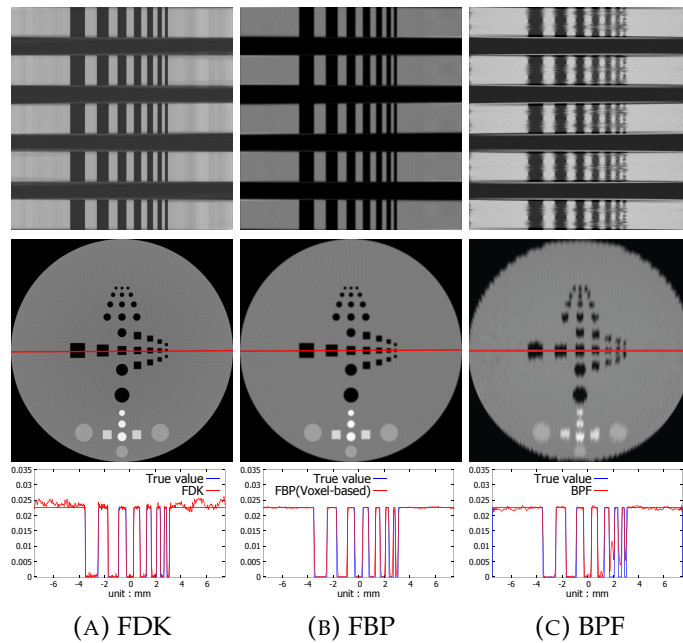 0.035
0.03
0.025
0.02
0.015
0.01
0.005
0
True value
FDK
-6 -4 -2 0 2 4 6
unit : mm
0.035
0.03
0.025
0.02
0.015
0.01
0.005
0
True value
FBP(Voxel-based)
-6 -4 -2 0 2 4 6
unit : mm
0.035
0.03
0.025
0.02
0.015
0.01
0.005
0
True value
BPF
-6 -4 -2 0 2 4 6
unit : mm
(A) FDK
(B) FBP
(C) BPF